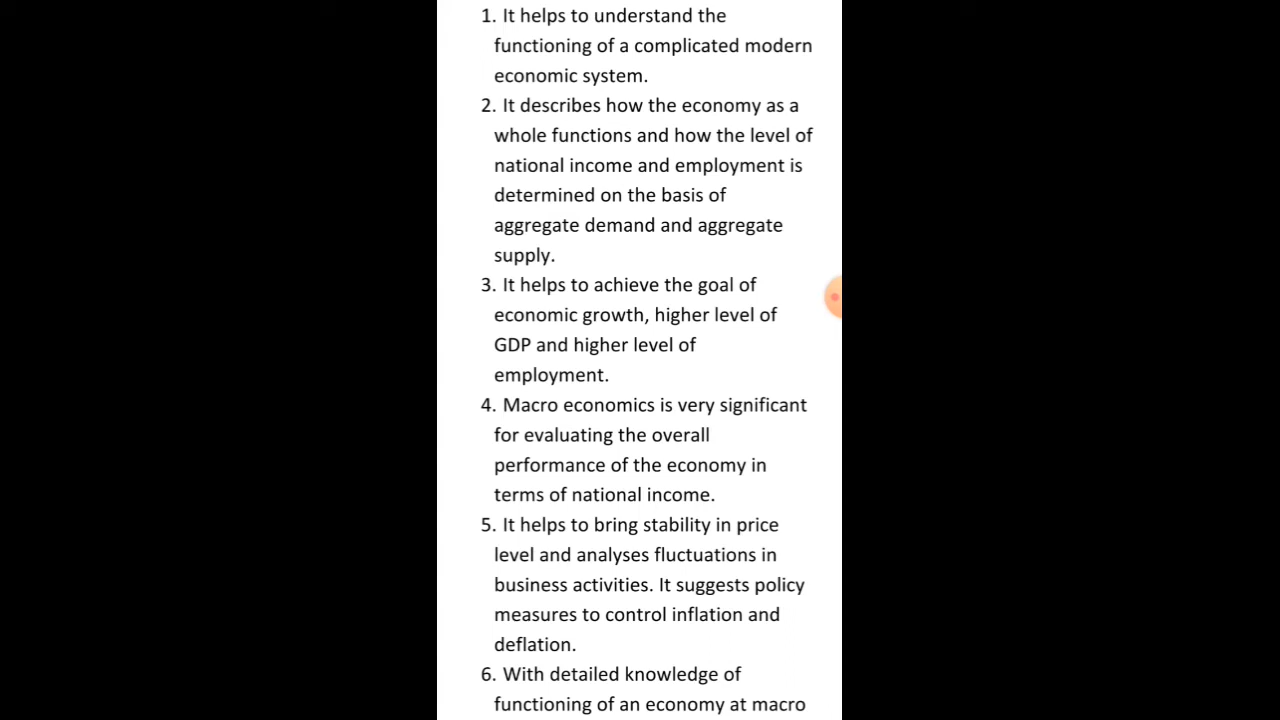 1. It helps to understand the
functioning of a complicated modern
economic system.
2. It describes how the economy as a
whole functions and how the level of
national income and employment is
determined on the basis of
aggregate demand and aggregate
supply.
3. It helps to achieve the goal of
economic growth, higher level of
GDP and higher level of
employment.
4. Macro economics is very significant
for evaluating the overall
performance of the economy in
terms of national income.
5. It helps to bring stability in price
level and analyses fluctuations in
business activities. It suggests policy
measures to control inflation and
deflation.
6. With detailed knowledge of
functioning of an economy at macro